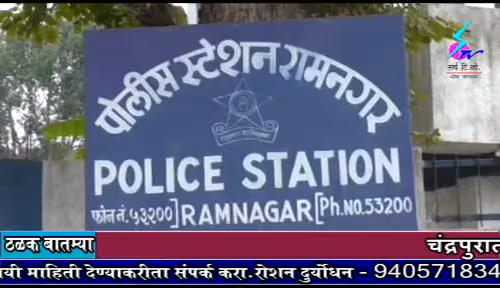 पोलीस स्टेशन रामनगर
POLICE STATION
फोन नं. ५३२००] RAMNAGAR [Ph.NO.53200
ठळक बातम्या
चंद्रपुरात
यी माहिती देण्याकरीता संपर्क करा.रोशन दुर्योधन - 940571834